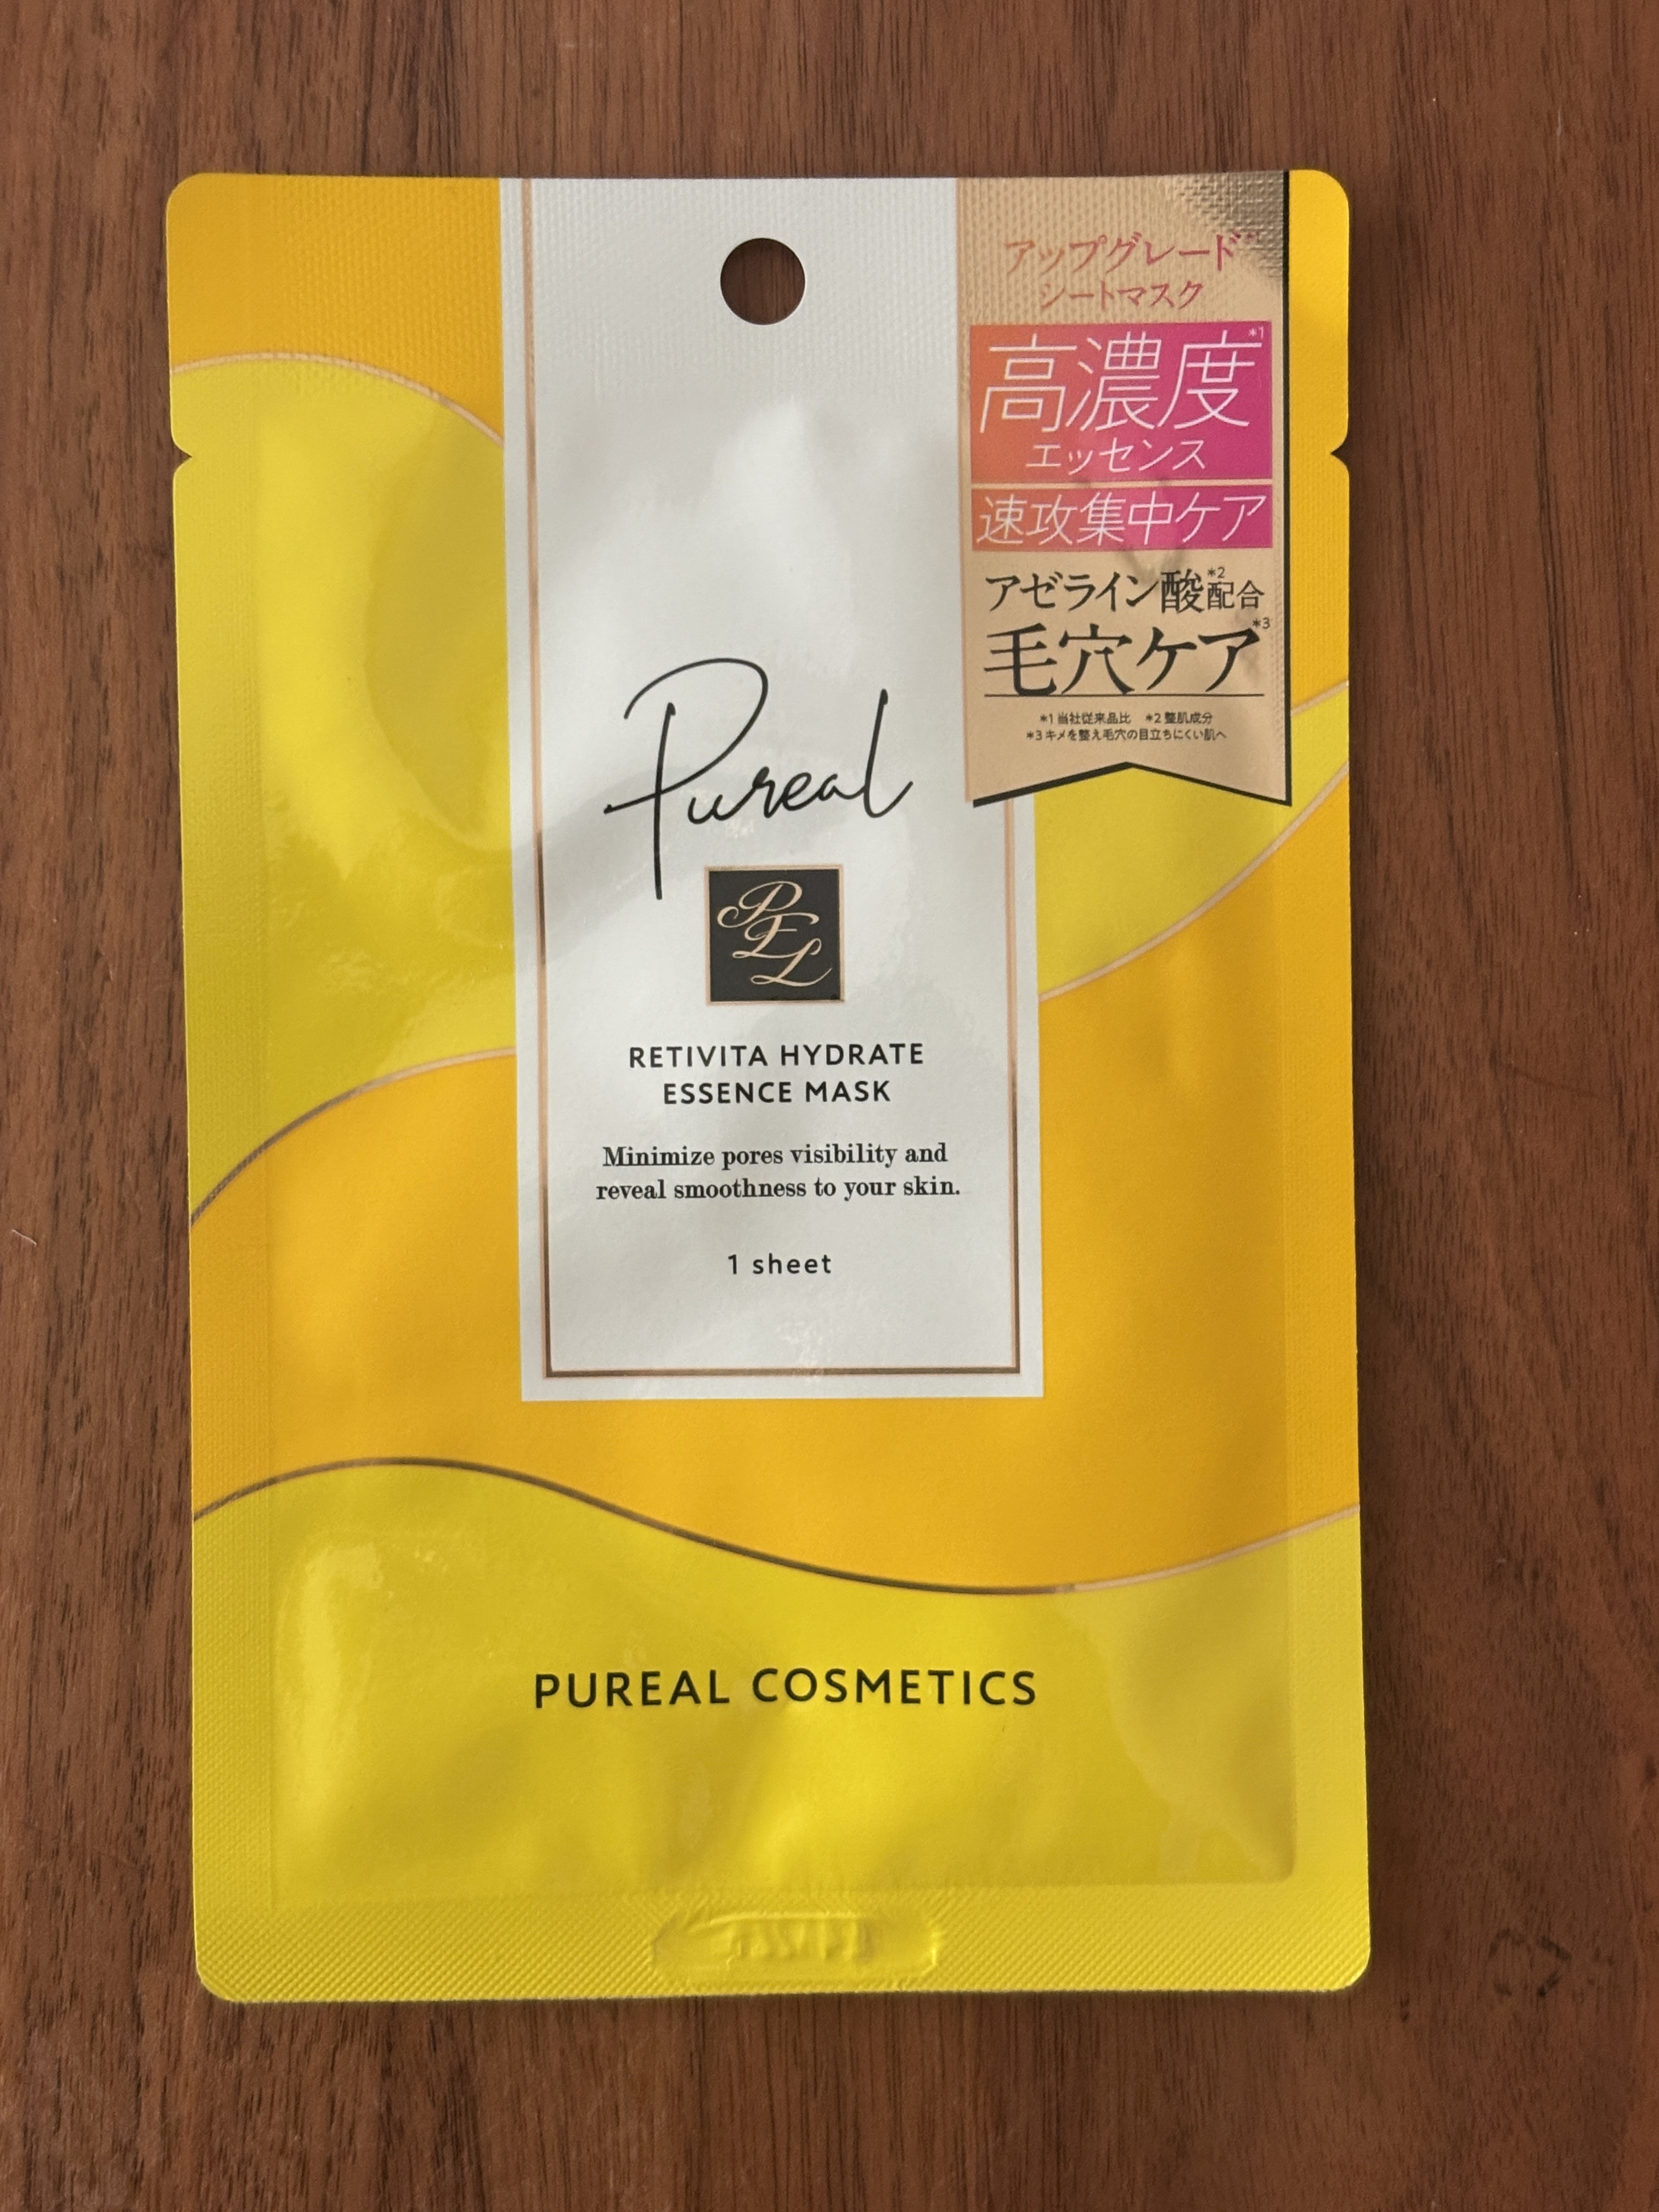 アップグレード*1
シートマスク
高濃度*1
エッセンス
速攻集中ケア
アゼライン酸*2配合
毛穴ケア*3
*1 当社従来品比 *2 整肌成分
*3 キメを整え毛穴の目立ちにくい肌へ
Pureal
PEL
RETIVITA HYDRATE
ESSENCE MASK
Minimize pores visibility and
reveal smoothness to your skin.
1 sheet
PUREAL COSMETICS